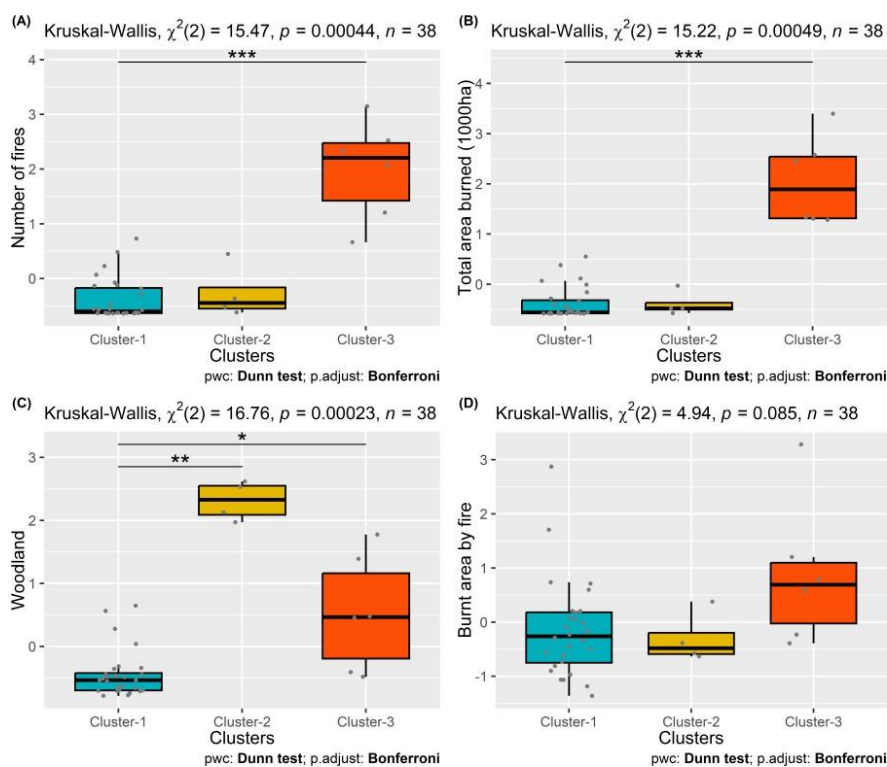 (A)
Kruskal-Wallis, χ²(2) = 15.47, p = 0.00044, n = 38
***
4
3
2
1
0
Number of fires
Cluster-1 Cluster-2 Cluster-3
Clusters
pwc: Dunn test; p.adjust: Bonferroni
(B)
Kruskal-Wallis, χ²(2) = 15.22, p = 0.00049, n = 38
***
4
3
2
1
0
Total area burned (1000ha)
Cluster-1 Cluster-2 Cluster-3
Clusters
pwc: Dunn test; p.adjust: Bonferroni
(C)
Kruskal-Wallis, χ²(2) = 16.76, p = 0.00023, n = 38
*
**
3
2
1
0
Woodland
Cluster-1 Cluster-2 Cluster-3
Clusters
pwc: Dunn test; p.adjust: Bonferroni
(D)
Kruskal-Wallis, χ²(2) = 4.94, p = 0.085, n = 38
3
2
1
0
-1
Burnt area by fire
Cluster-1 Cluster-2 Cluster-3
Clusters
pwc: Dunn test; p.adjust: Bonferroni